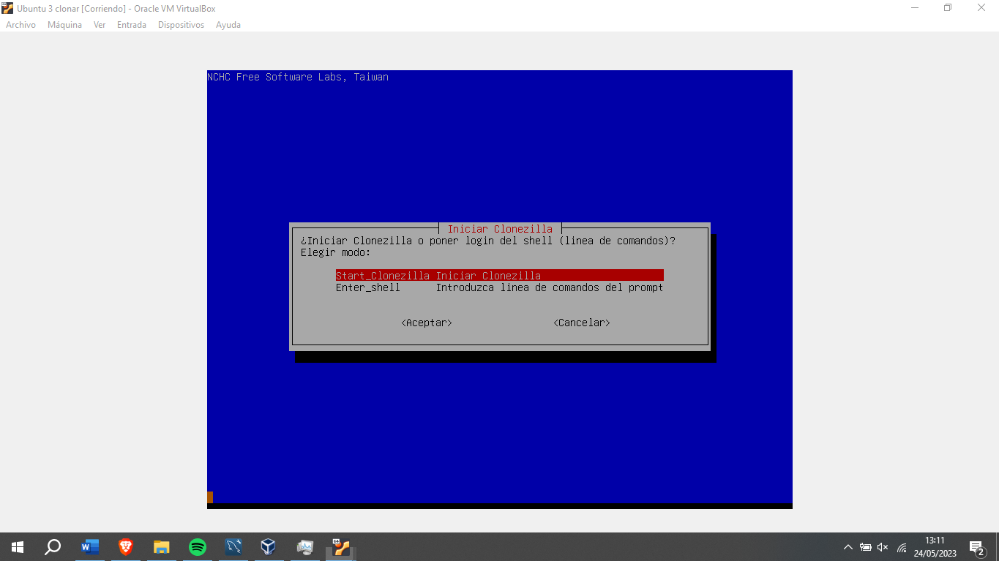 Ubuntu 3 clonar [Corriendo] - Oracle VM VirtualBox
Archivo Máquina Ver Entrada Dispositivos Ayuda
NCHC Free Software Labs, Taiwan
Iniciar Clonezilla
¿Iniciar Clonezilla o poner login del shell (linea de comandos)?
Elegir modo:
Start_Clonezilla Iniciar Clonezilla
Enter_shell Introduzca linea de comandos del prompt
<Aceptar> <Cancelar>
13:11
24/05/2023
2